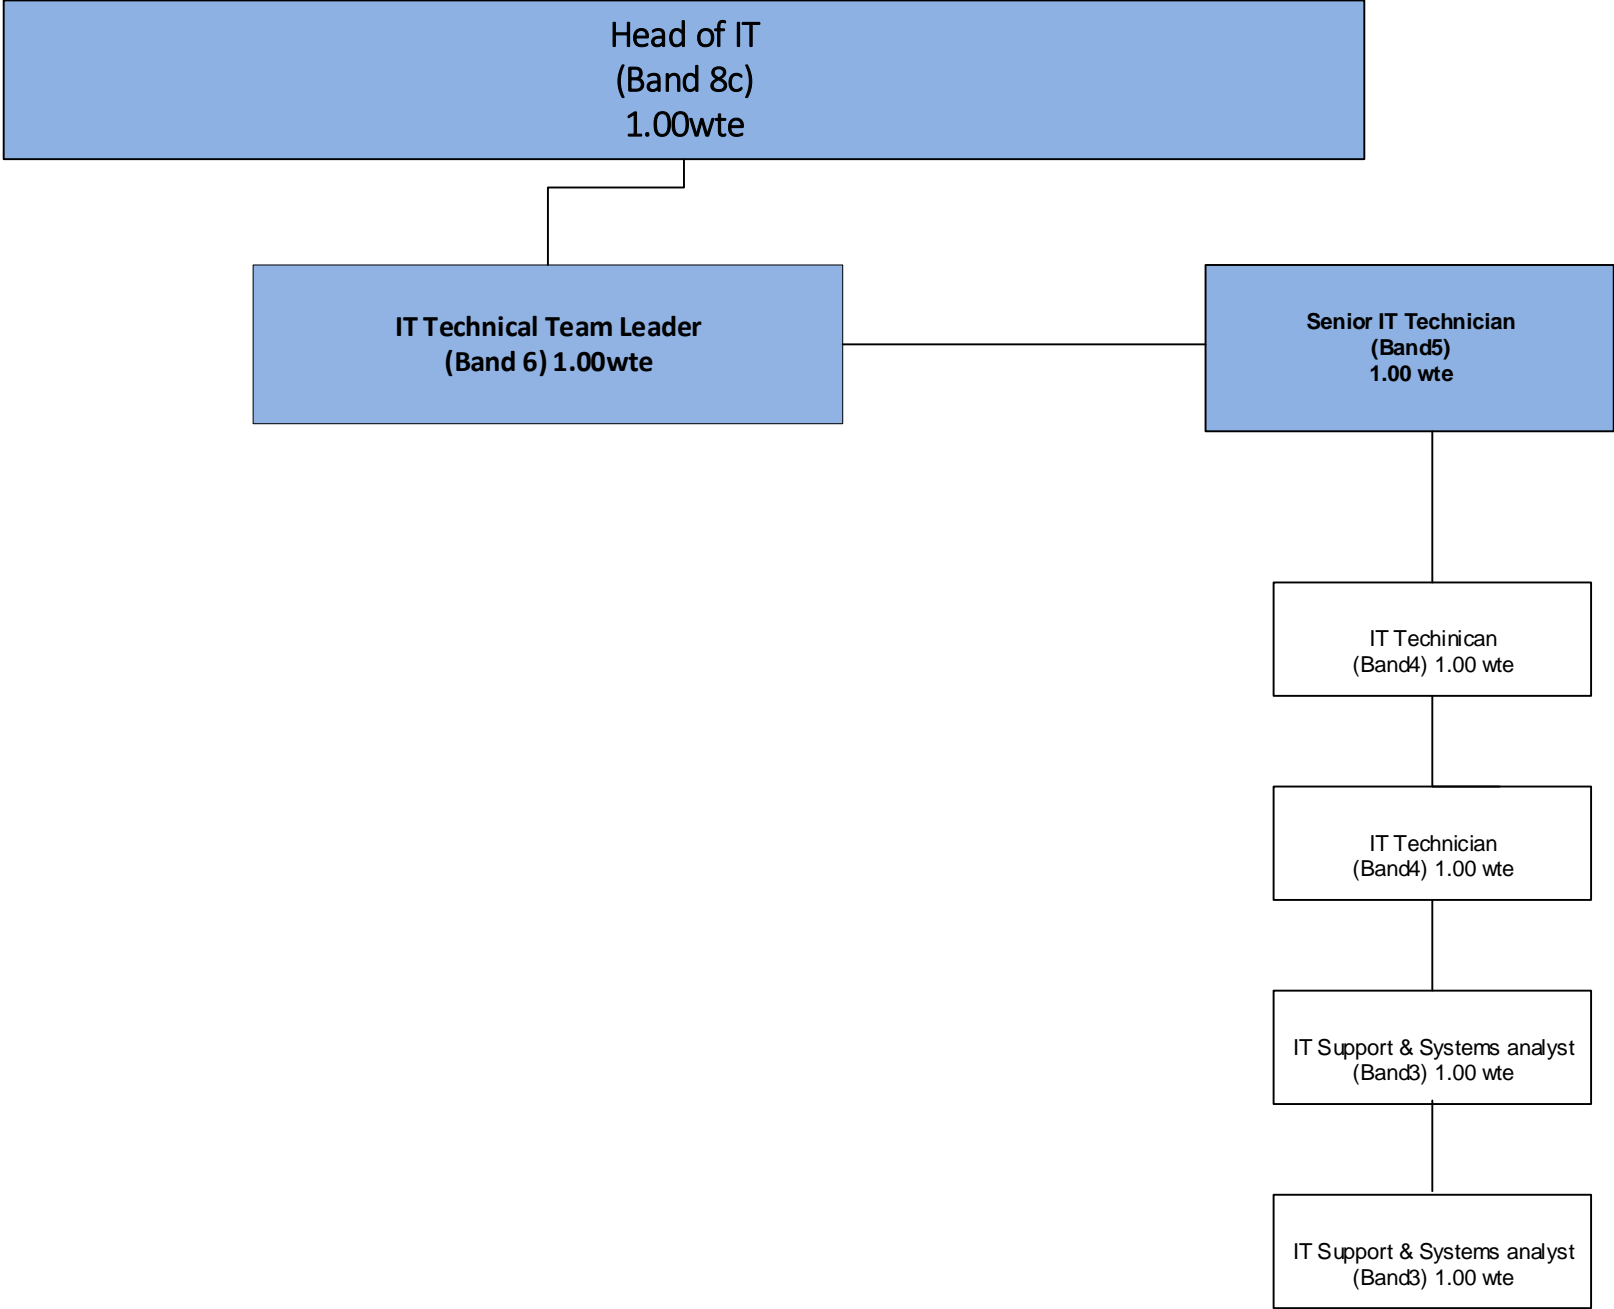 Head of IT
(Band 8c)
1.00wte
IT Technical Team Leader
(Band 6) 1.00wte
Senior IT Technician
(Band5)
1.00 wte
IT Techinican
(Band4) 1.00 wte
IT Technician
(Band4) 1.00 wte
IT Support & Systems analyst
(Band3) 1.00 wte
IT Support & Systems analyst
(Band3) 1.00 wte